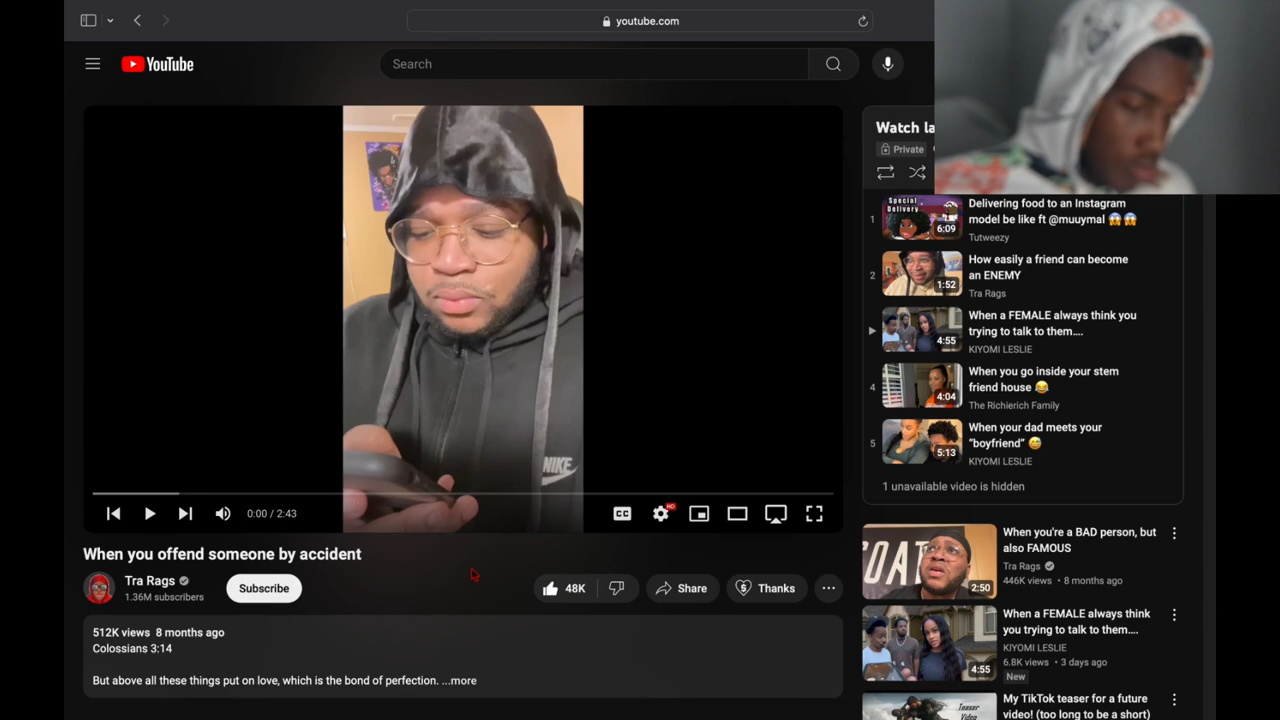 youtube.com
YouTube
Search
NIKE
0:00 / 2:43
CC
HD
When you offend someone by accident
Tra Rags
1.36M subscribers
Subscribe
48K
Share
Thanks
512K views 8 months ago
Colossians 3:14
But above all these things put on love, which is the bond of perfection. ...more
Watch la
Private
1
Special
Delivery
6:09
Delivering food to an Instagram
model be like ft @muuymal 😱😱
Tutweezy
2
1:52
How easily a friend can become
an ENEMY
Tra Rags
4:55
When a FEMALE always think you
trying to talk to them....
KIYOMI LESLIE
4
4:04
When you go inside your stem
friend house 😂
The Richierich Family
5
5:13
When your dad meets your
"boyfriend" 😅
KIYOMI LESLIE
1 unavailable video is hidden
GOAT
2:50
When you're a BAD person, but
also FAMOUS
Tra Rags
446K views • 8 months ago
4:55
When a FEMALE always think
you trying to talk to them....
KIYOMI LESLIE
6.8K views • 3 days ago
New
Teaser
Video
My TikTok teaser for a future
video! (too long to be a short)